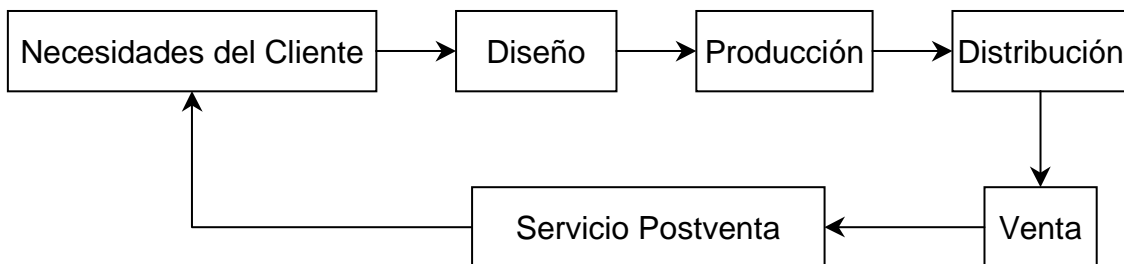 Necesidades del Cliente
Diseño
Producción
Distribución
Venta
Servicio Postventa